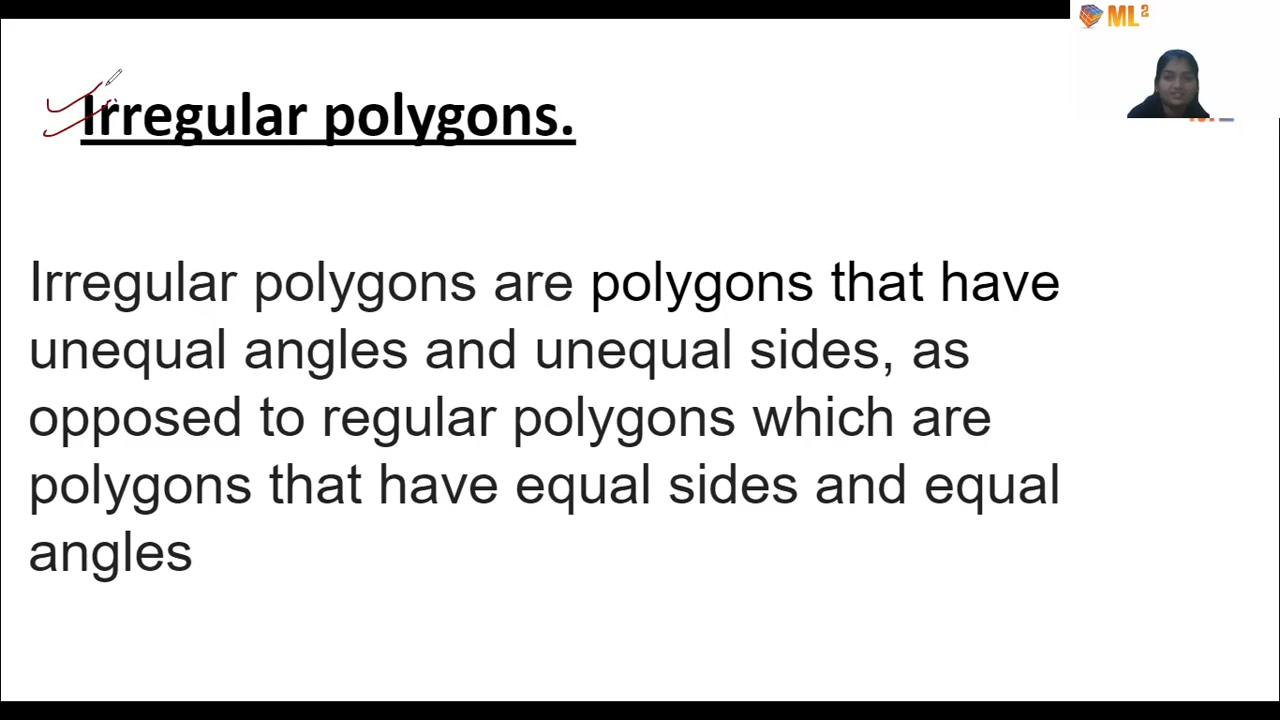 ML²
Irregular polygons.
Irregular polygons are polygons that have
unequal angles and unequal sides, as
opposed to regular polygons which are
polygons that have equal sides and equal
angles